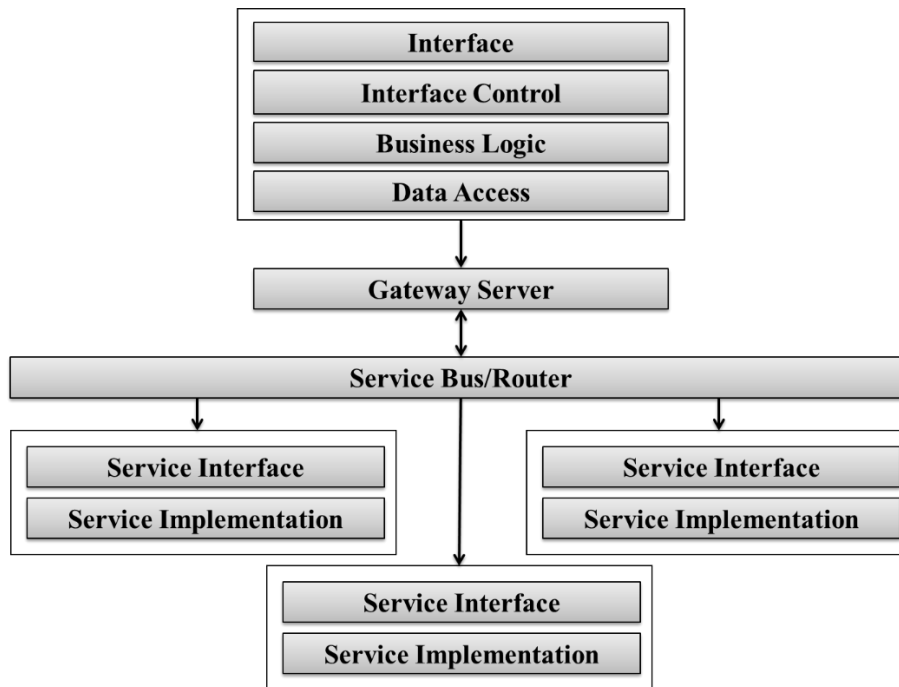 Interface
Interface Control
Business Logic
Data Access
Gateway Server
Service Bus/Router
Service Interface
Service Implementation
Service Interface
Service Implementation
Service Interface
Service Implementation